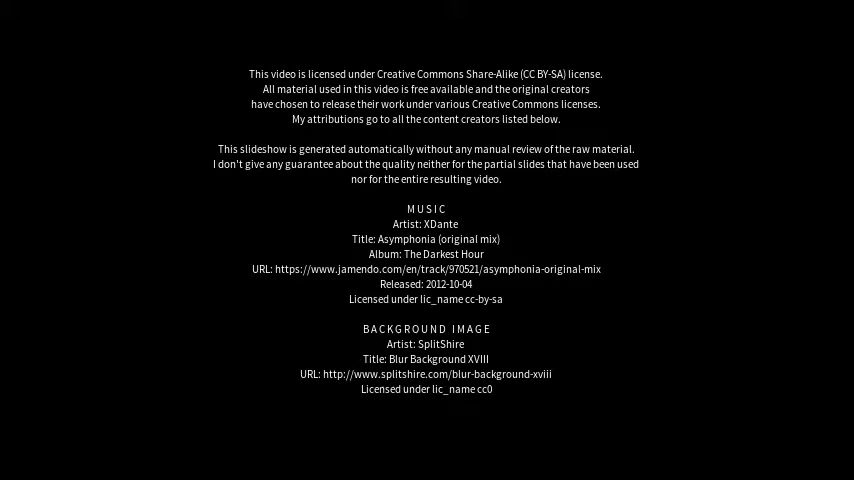 This video is licensed under Creative Commons Share-Alike (CC BY-SA) license.
All material used in this video is free available and the original creators
have chosen to release their work under various Creative Commons licenses.
My attributions go to all the content creators listed below.
This slideshow is generated automatically without any manual review of the raw material.
I don't give any guarantee about the quality neither for the partial slides that have been used
nor for the entire resulting video.
MUSIC
Artist: XDante
Title: Asymphonia (original mix)
Album: The Darkest Hour
URL: https://www.jamendo.com/en/track/970521/asymphonia-original-mix
Released: 2012-10-04
Licensed under lic_name cc-by-sa
BACKGROUND IMAGE
Artist: SplitShire
Title: Blur Background XVIII
URL: http://www.splitshire.com/blur-background-xviii
Licensed under lic_name cc0